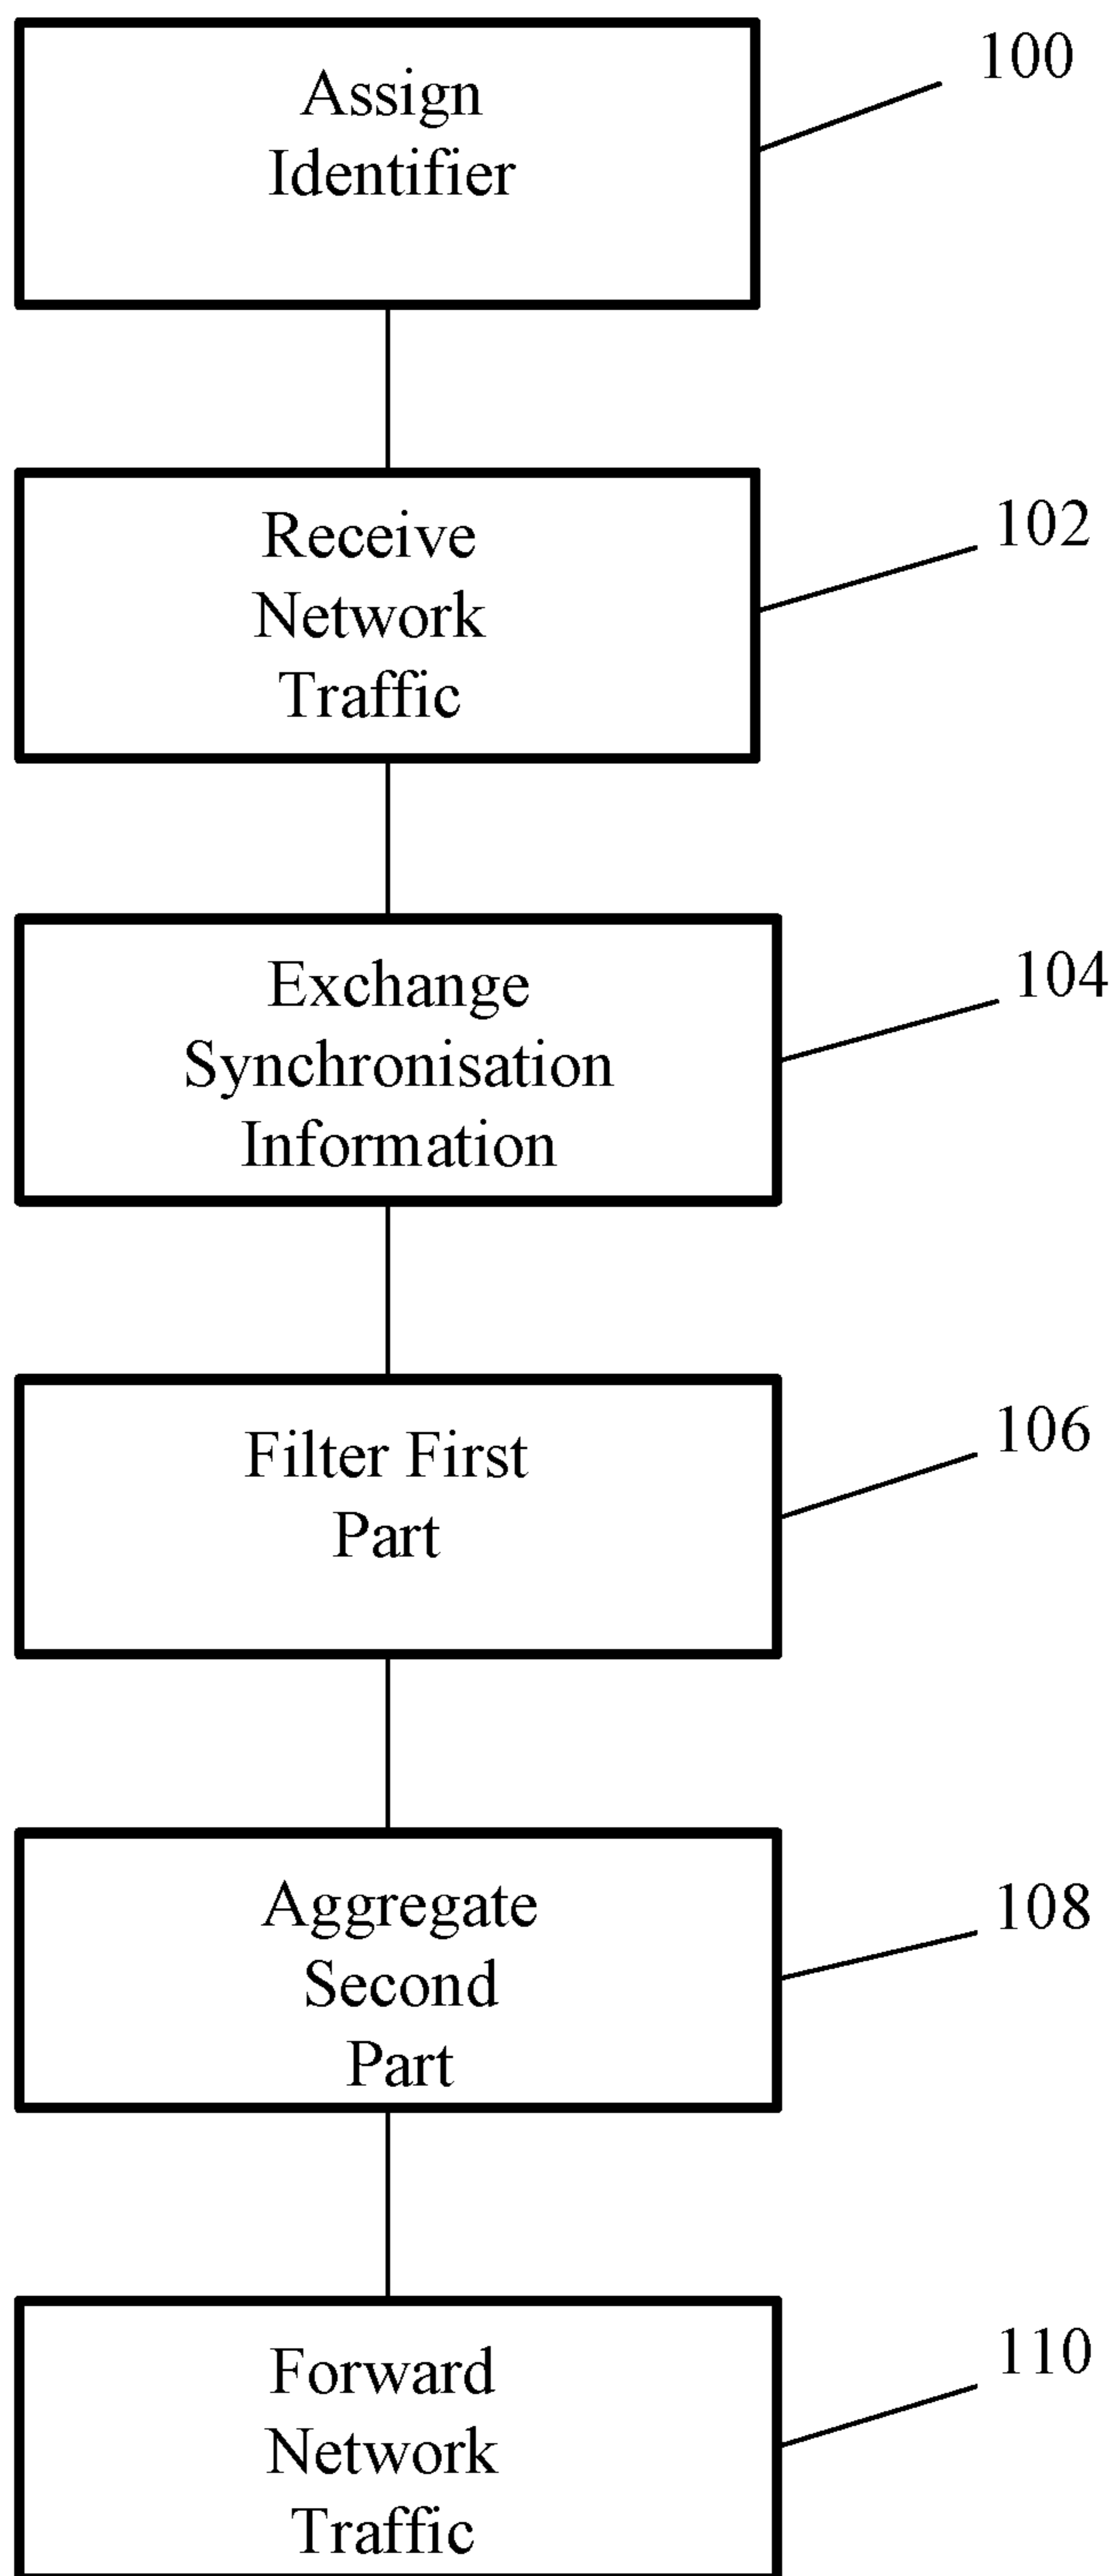 Assign
Identifier
100
Receive
Network
Traffic
102
Exchange
Synchronisation
Information
104
Filter First
Part
106
Aggregate
Second
Part
108
Forward
Network
Traffic
110